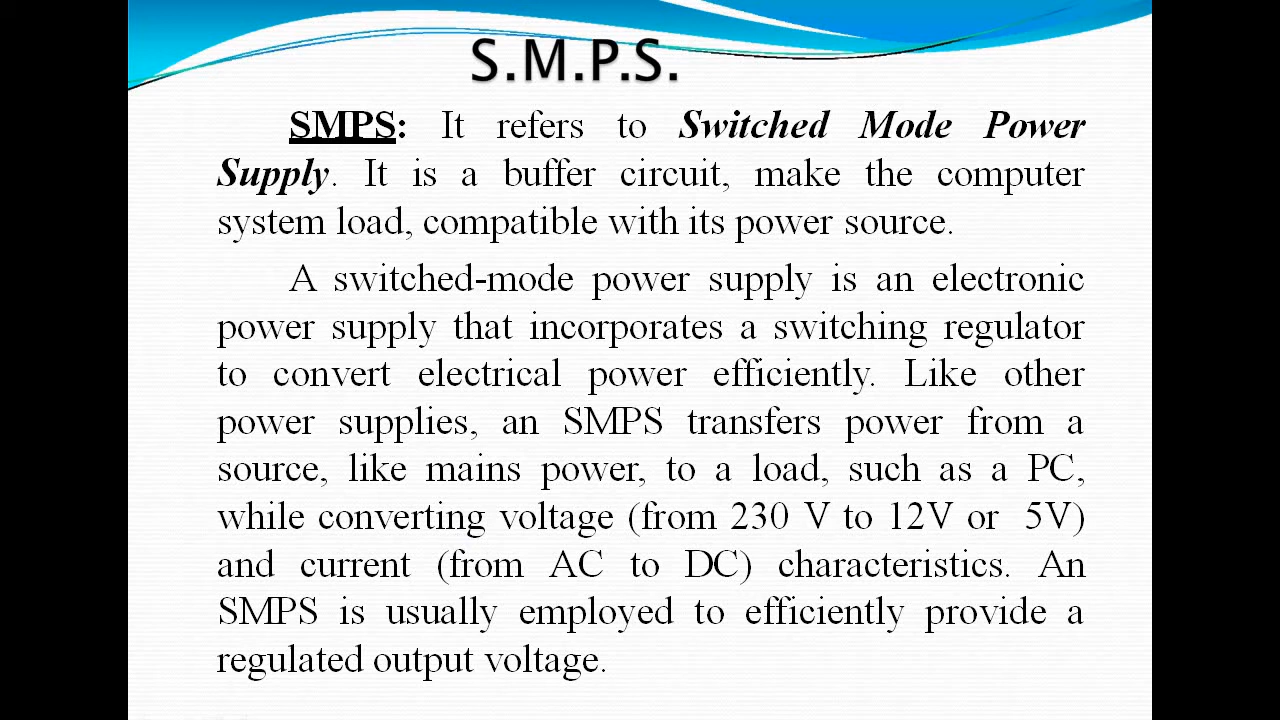 S.M.P.S.
SMPS: It refers to Switched Mode Power
Supply. It is a buffer circuit, make the computer
system load, compatible with its power source.
A switched-mode power supply is an electronic
power supply that incorporates a switching regulator
to convert electrical power efficiently. Like other
power supplies, an SMPS transfers power from a
source, like mains power, to a load, such as a PC,
while converting voltage (from 230 V to 12V or 5V)
and current (from AC to DC) characteristics. An
SMPS is usually employed to efficiently provide a
regulated output voltage.